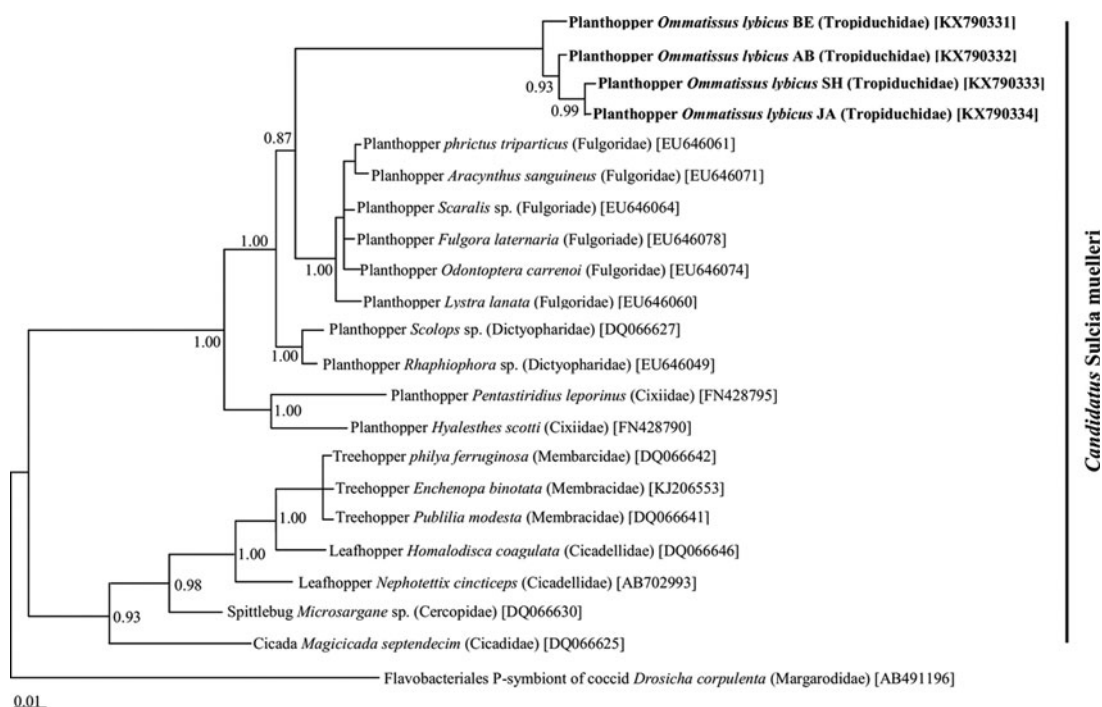 Planthopper Ommatissus lybicus BE (Tropiduchidae) [KX790331]
Planthopper Ommatissus lybicus AB (Tropiduchidae) [KX790332]
0.93
Planthopper Ommatissus lybicus SH (Tropiduchidae) [KX790333]
0.99
Planthopper Ommatissus lybicus JA (Tropiduchidae) [KX790334]
0.87
Planthopper phrictus triparticus (Fulgoridae) [EU646061]
Planhopper Aracynthus sanguineus (Fulgoridae) [EU646071]
Planthopper Scaralis sp. (Fulgoriade) [EU646064]
1.00
Planthopper Fulgora laternaria (Fulgoriade) [EU646078]
1.00
Planthopper Odontoptera carrenoi (Fulgoridae) [EU646074]
Planthopper Lystra lanata (Fulgoridae) [EU646060]
Planthopper Scolops sp. (Dictyopharidae) [DQ066627]
1.00
1.00
Planthopper Rhaphiophora sp. (Dictyopharidae) [EU646049]
Planthopper Pentastiridius leporinus (Cixiidae) [FN428795]
1.00
Planthopper Hyalesthes scotti (Cixiidae) [FN428790]
Treehopper philya ferruginosa (Membarcidae) [DQ066642]
Treehopper Enchenopa binotata (Membracidae) [KJ206553]
1.00
Treehopper Publilia modesta (Membracidae) [DQ066641]
Leafhopper Homalodisca coagulata (Cicadellidae) [DQ066646]
1.00
Leafhopper Nephotettix cincticeps (Cicadellidae) [AB702993]
0.98
Spittlebug Microsargane sp. (Cercopidae) [DQ066630]
0.93
Cicada Magicicada septendecim (Cicadidae) [DQ066625]
Flavobacteriales P-symbiont of coccid Drosicha corpulenta (Margarodidae) [AB491196]
0.01
Candidatus Sulcia muelleri